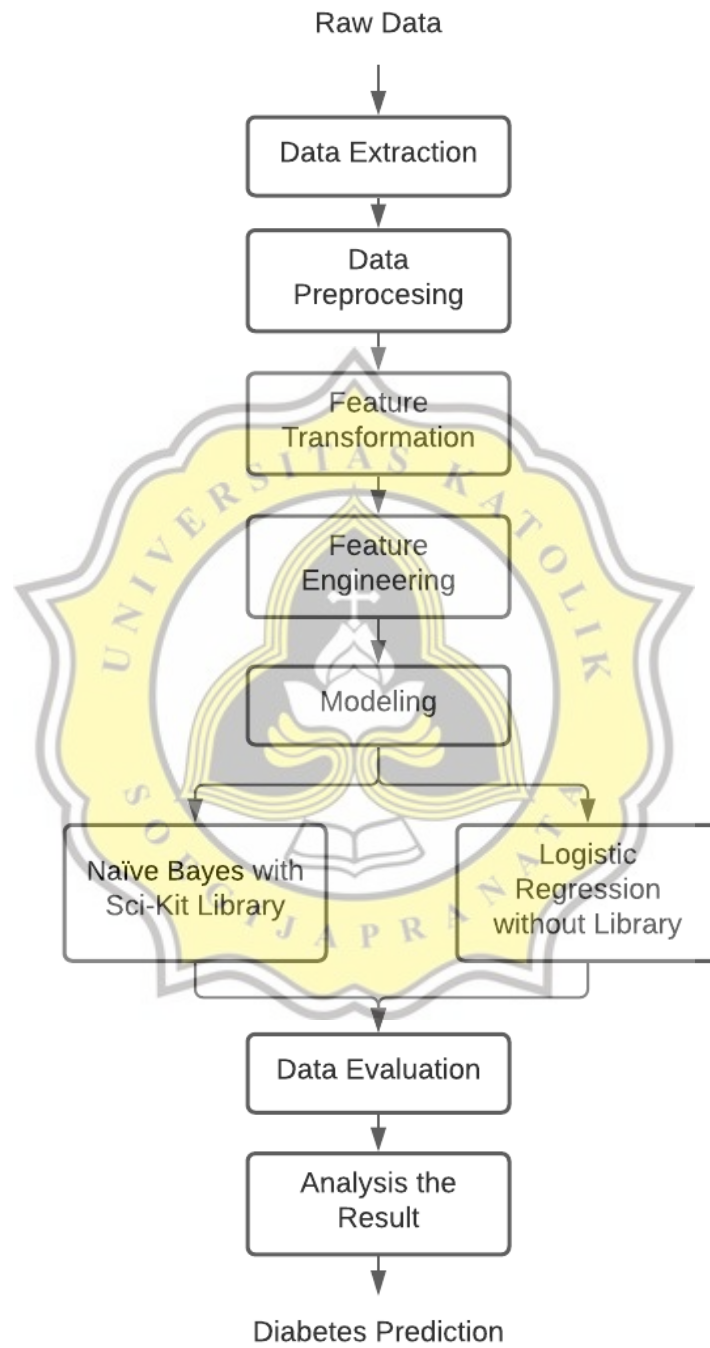 Raw Data
Data Extraction
Data
Preprocesing
Feature
Transformation
Feature
Engineering
Modeling
Naïve Bayes with
Sci-Kit Library
Logistic
Regression
without Library
Data Evaluation
Analysis the
Result
Diabetes Prediction
UNIVERSITAS KATOLIK
SOEGIJAPRANATA